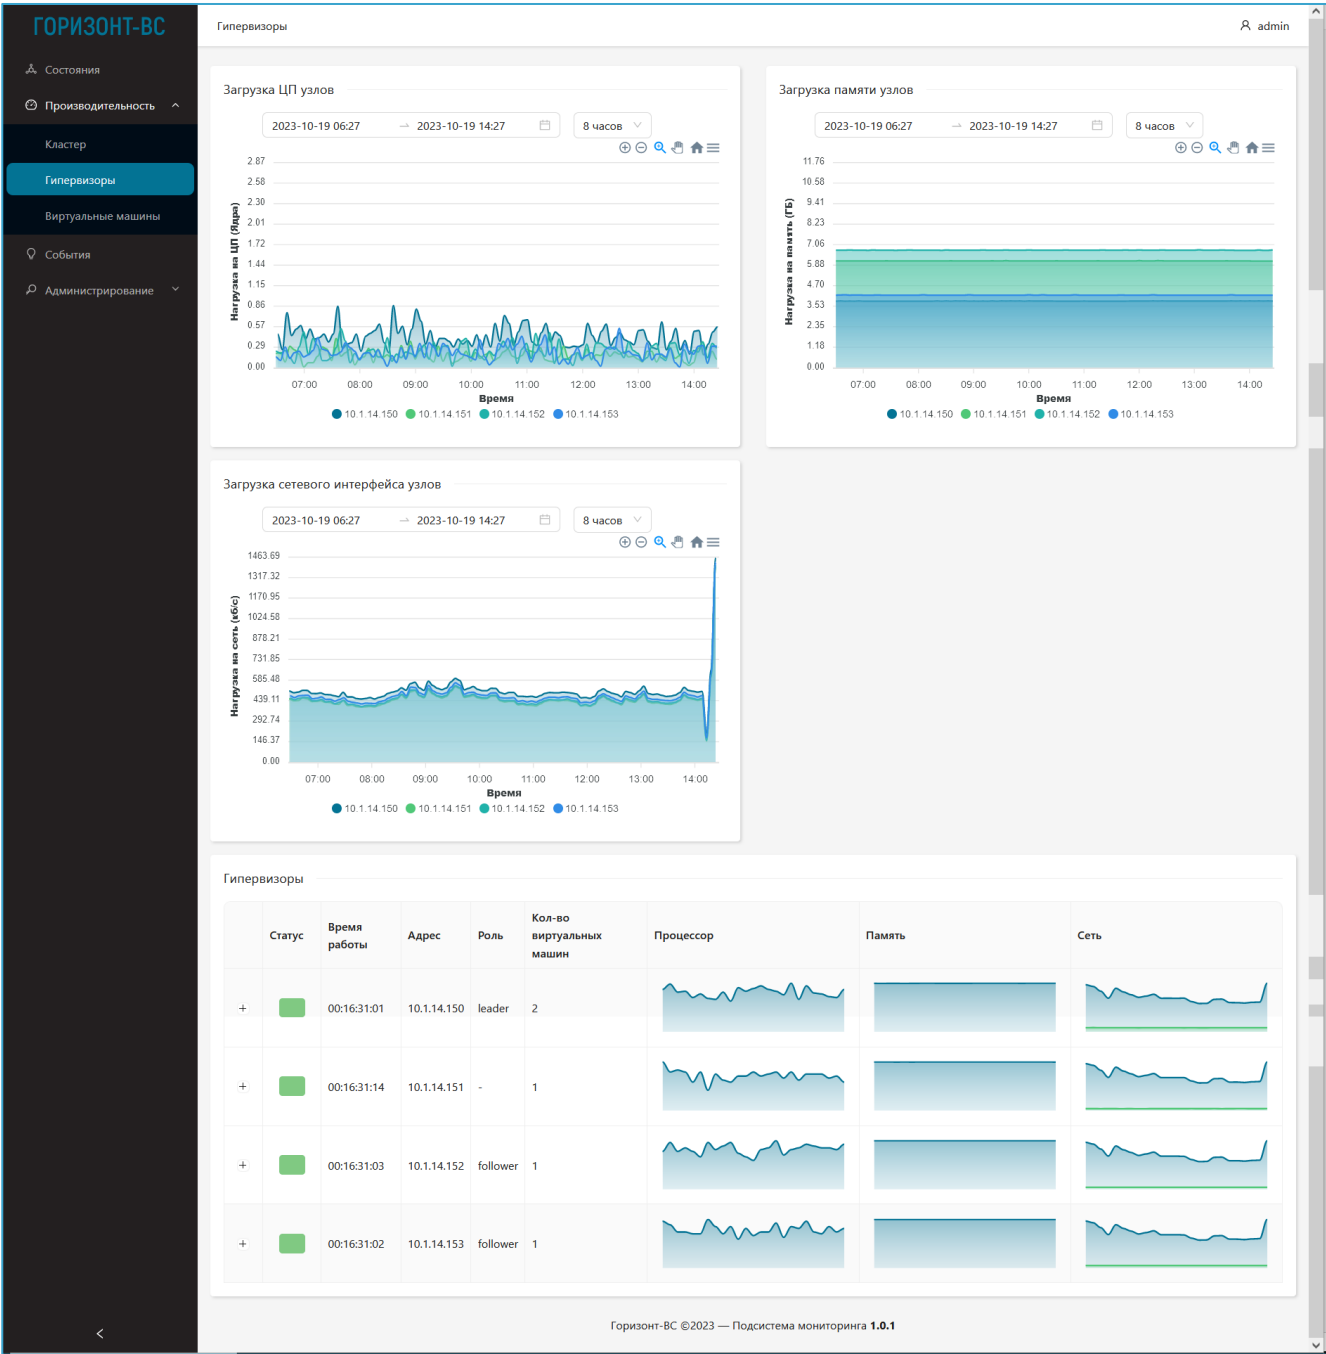 ГОРИЗОНТ-ВС
Гипервизоры
admin
Состояния
Производительность
Кластер
Гипервизоры
Виртуальные машины
События
Администрирование
Загрузка ЦП узлов
2023-10-19 06:27 → 2023-10-19 14:27
8 часов
2.87
2.58
2.30
2.01
1.72
1.44
1.15
0.86
0.57
0.29
0.00
Нагрузка на ЦП (Ядра)
07:00 08:00 09:00 10:00 11:00 12:00 13:00 14:00
Время
10.1.14.150 10.1.14.151 10.1.14.152 10.1.14.153
Загрузка памяти узлов
2023-10-19 06:27 → 2023-10-19 14:27
8 часов
11.76
10.58
9.41
8.23
7.06
5.88
4.70
3.53
2.35
1.18
0.00
Нагрузка на память (ГБ)
07:00 08:00 09:00 10:00 11:00 12:00 13:00 14:00
Время
10.1.14.150 10.1.14.151 10.1.14.152 10.1.14.153
Загрузка сетевого интерфейса узлов
2023-10-19 06:27 → 2023-10-19 14:27
8 часов
1463.69
1317.32
1170.95
1024.58
878.21
731.85
585.48
439.11
292.74
146.37
0.00
Нагрузка на сеть (кб/с)
07:00 08:00 09:00 10:00 11:00 12:00 13:00 14:00
Время
10.1.14.150 10.1.14.151 10.1.14.152 10.1.14.153
Гипервизоры
Статус Время работы Адрес Роль Кол-во виртуальных машин Процессор Память Сеть
+ 00:16:31:01 10.1.14.150 leader 2
+ 00:16:31:14 10.1.14.151 - 1
+ 00:16:31:03 10.1.14.152 follower 1
+ 00:16:31:02 10.1.14.153 follower 1
Горизонт-ВС ©2023 — Подсистема мониторинга 1.0.1